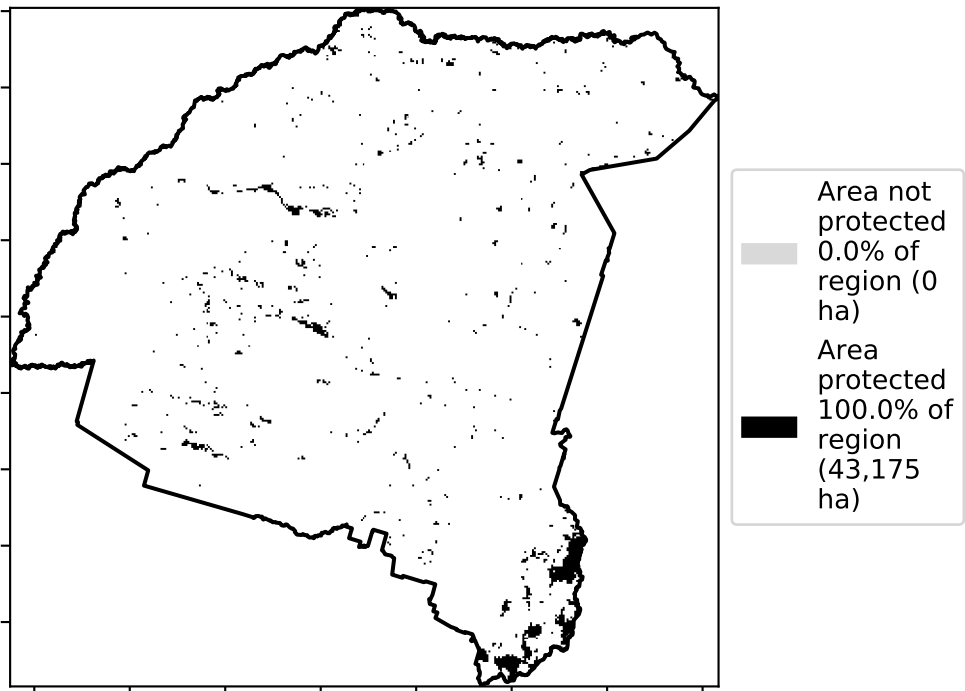 Area not
protected
0.0% of
region (0
ha)
Area
protected
100.0% of
region
(43,175
ha)